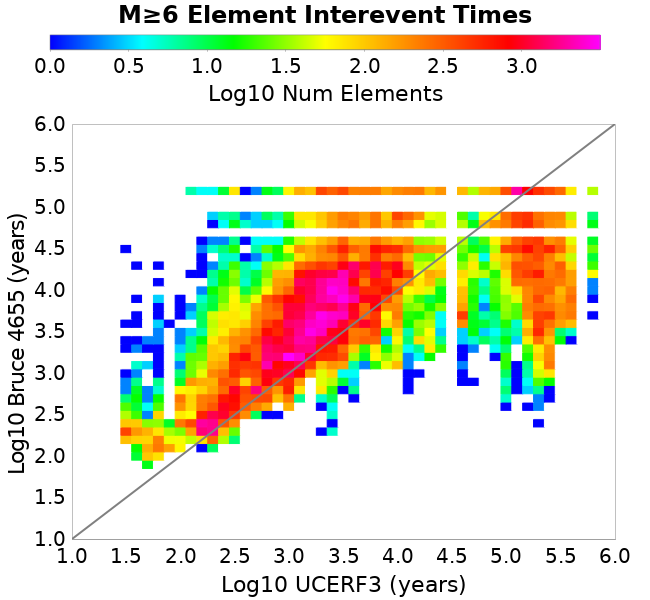 M≥6 Element Interevent Times
0.0 0.5 1.0 1.5 2.0 2.5 3.0
Log10 Num Elements
6.0
5.5
5.0
4.5
4.0
3.5
3.0
2.5
2.0
1.5
1.0
Log10 Bruce 4655 (years)
1.0 1.5 2.0 2.5 3.0 3.5 4.0 4.5 5.0 5.5 6.0
Log10 UCERF3 (years)